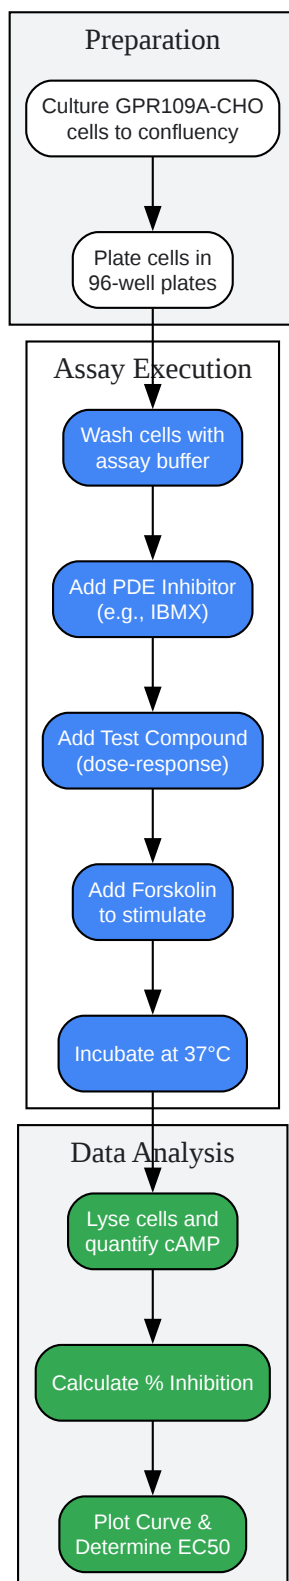 Preparation
Culture GPR109A-CHO
cells to confluency
Plate cells in
96-well plates
Assay Execution
Wash cells with
assay buffer
Add PDE Inhibitor
(e.g., IBMX)
Add Test Compound
(dose-response)
Add Forskolin
to stimulate
Incubate at 37°C
Data Analysis
Lyse cells and
quantify cAMP
Calculate % Inhibition
Plot Curve &
Determine EC50